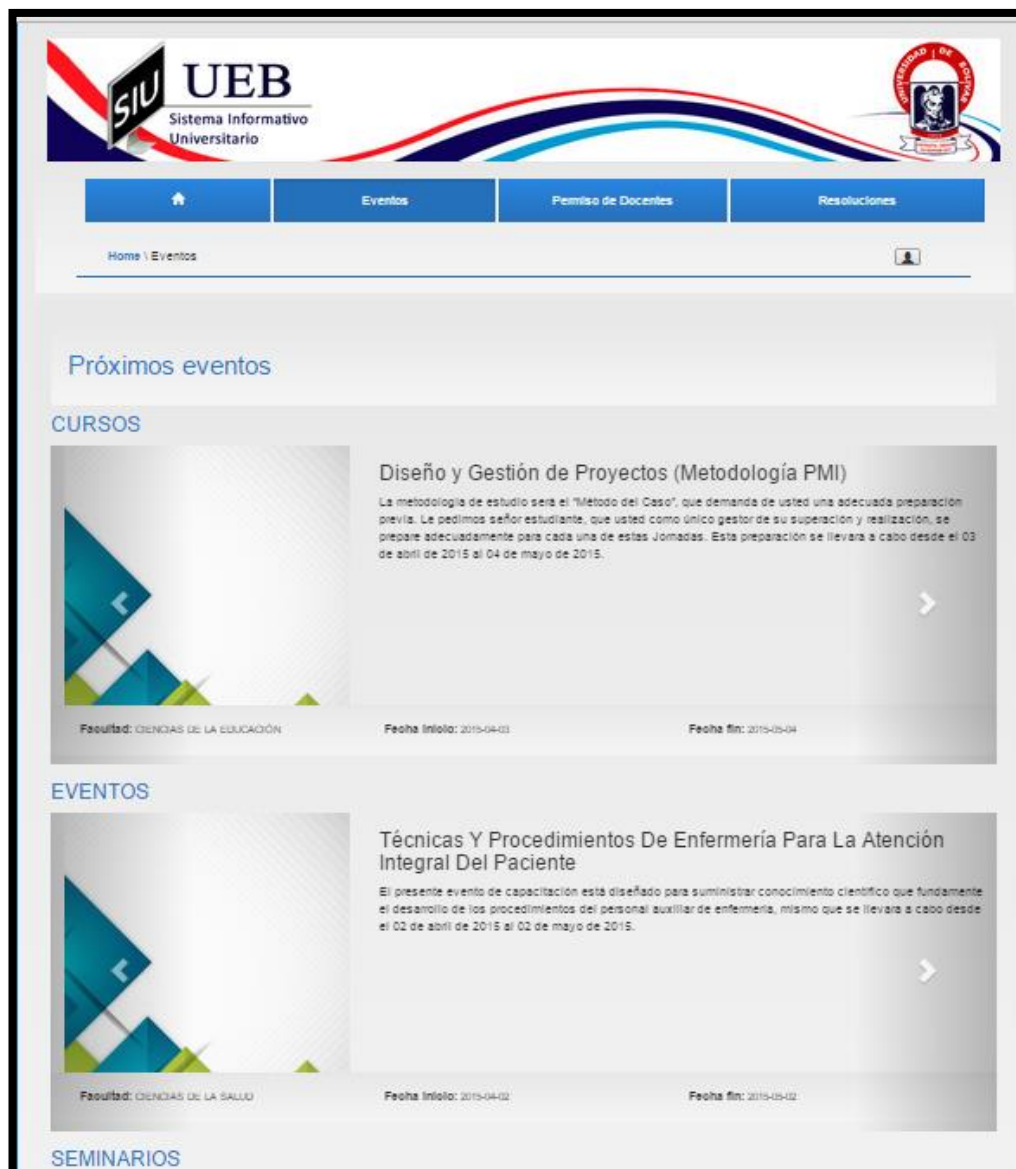 SIU
UEB
Sistema Informativo
Universitario
UNIVERSIDAD DE BOLIVAR
Eventos
Permiso de Docentes
Resoluciones
Home \ Eventos
Próximos eventos
CURSOS
Diseño y Gestión de Proyectos (Metodología PMI)
La metodología de estudio será el "Método del Caso", que demanda de usted una adecuada preparación
previa. Le pedimos señor estudiante, que usted como único gestor de su superación y realización, se
prepare adecuadamente para cada una de estas Jornadas. Esta preparación se llevara a cabo desde el 03
de abril de 2015 al 04 de mayo de 2015.
Facultad: CIENCIAS DE LA EDUCACIÓN
Fecha Inicio: 2015-04-03
Fecha fin: 2015-05-04
EVENTOS
Técnicas Y Procedimientos De Enfermería Para La Atención
Integral Del Paciente
El presente evento de capacitación está diseñado para suministrar conocimiento científico que fundamente
el desarrollo de los procedimientos del personal auxiliar de enfermería, mismo que se llevara a cabo desde
el 02 de abril de 2015 al 02 de mayo de 2015.
Facultad: CIENCIAS DE LA SALUD
Fecha Inicio: 2015-04-02
Fecha fin: 2015-05-02
SEMINARIOS